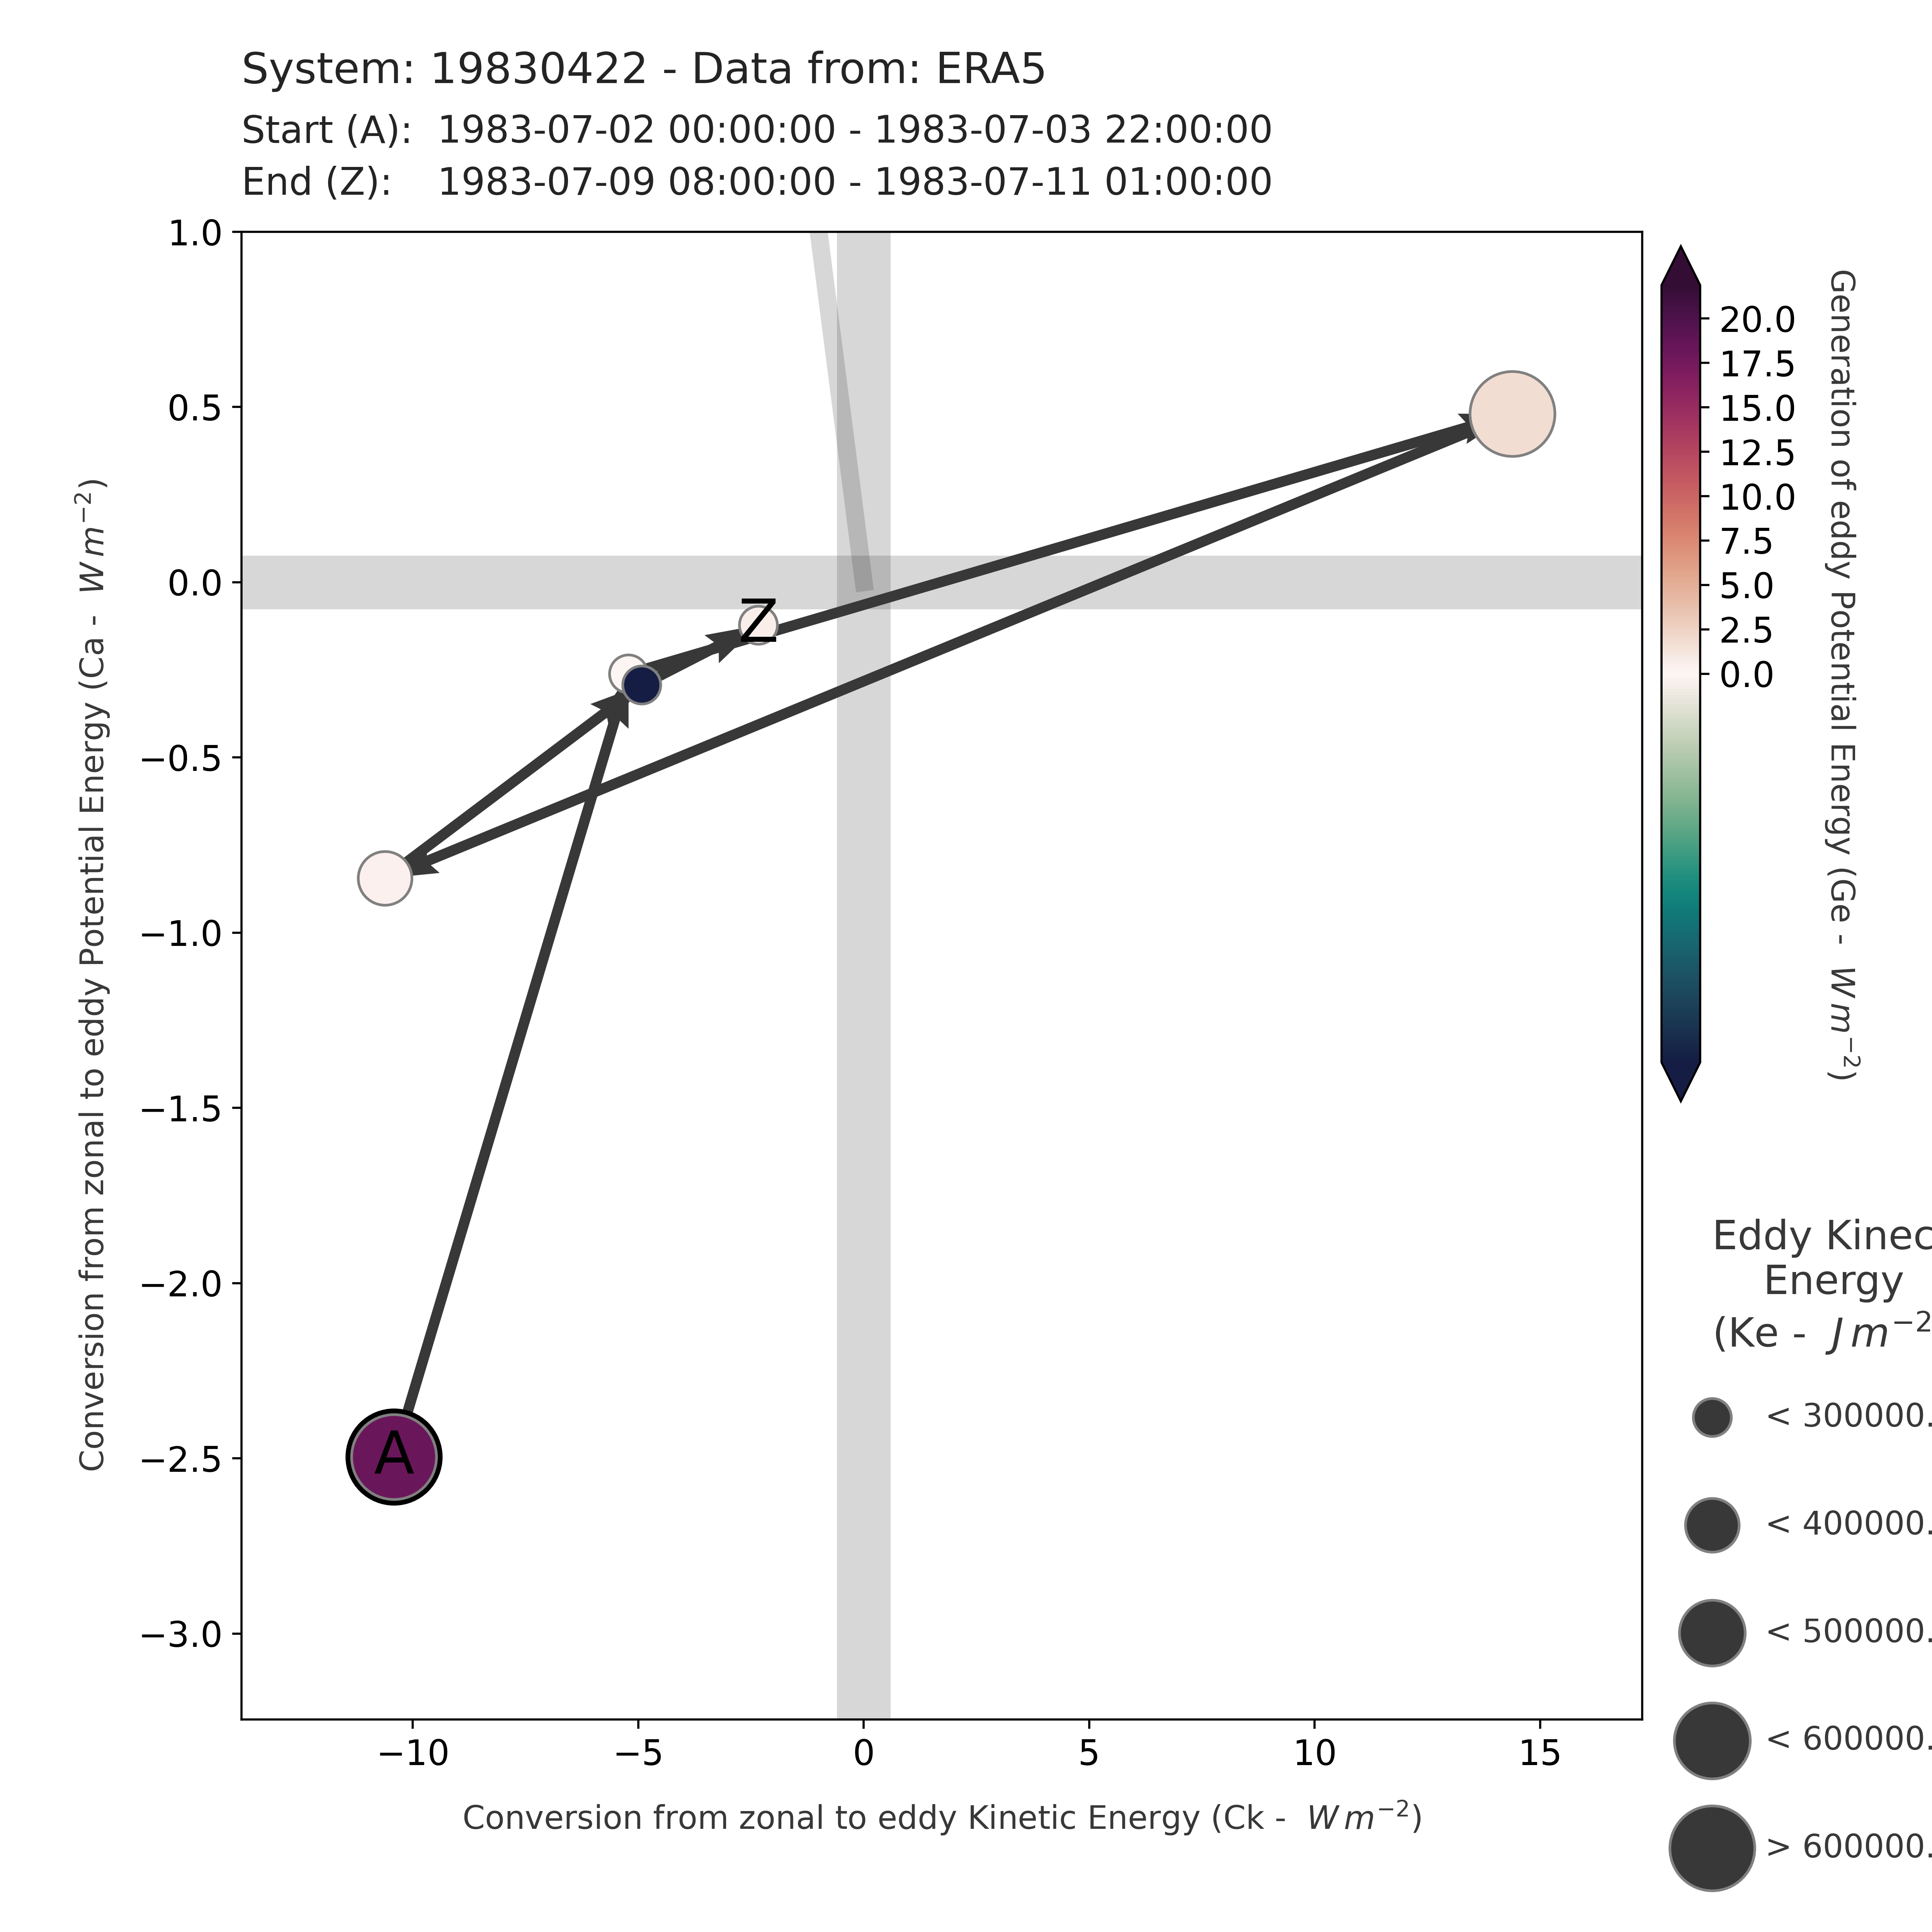 System: 19830422 - Data from: ERA5
Start (A): 1983-07-02 00:00:00 - 1983-07-03 22:00:00
End (Z): 1983-07-09 08:00:00 - 1983-07-11 01:00:00
1.0
0.5
0.0
−0.5
−1.0
−1.5
−2.0
−2.5
−3.0
Conversion from zonal to eddy Potential Energy (Ca - W m⁻²)
Z
A
−10
−5
0
5
10
15
Conversion from zonal to eddy Kinetic Energy (Ck - W m⁻²)
20.0
17.5
15.0
12.5
10.0
7.5
5.0
2.5
0.0
Generation of eddy Potential Energy (Ge - W m⁻²)
Eddy Kinec
Energy
(Ke - J m⁻²
< 300000.
< 400000.
< 500000.
< 600000.
> 600000.